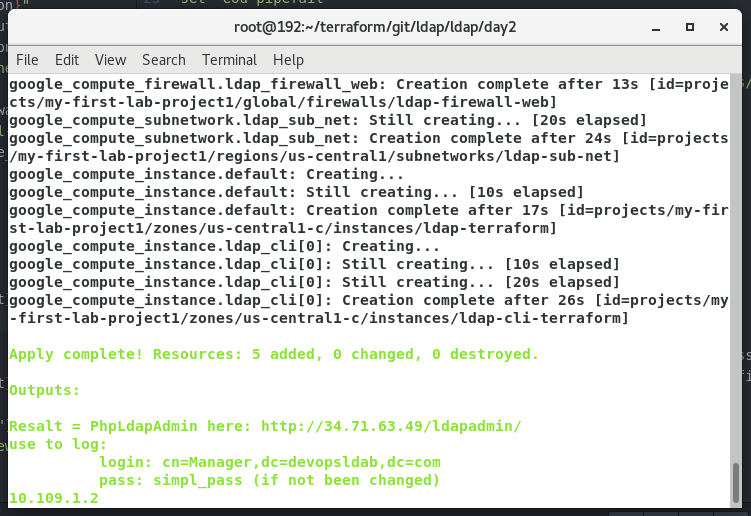 root@192:~/terraform/git/ldap/ldap/day2
File Edit View Search Terminal Help
google_compute_firewall.ldap_firewall_web: Creation complete after 13s [id=proje
cts/my-first-lab-project1/global/firewalls/ldap-firewall-web]
google_compute_subnetwork.ldap_sub_net: Still creating... [20s elapsed]
google_compute_subnetwork.ldap_sub_net: Creation complete after 24s [id=projects
/my-first-lab-project1/regions/us-central1/subnetworks/ldap-sub-net]
google_compute_instance.default: Creating...
google_compute_instance.default: Still creating... [10s elapsed]
google_compute_instance.default: Creation complete after 17s [id=projects/my-fir
st-lab-project1/zones/us-central1-c/instances/ldap-terraform]
google_compute_instance.ldap_cli[0]: Creating...
google_compute_instance.ldap_cli[0]: Still creating... [10s elapsed]
google_compute_instance.ldap_cli[0]: Still creating... [20s elapsed]
google_compute_instance.ldap_cli[0]: Creation complete after 26s [id=projects/my
-first-lab-project1/zones/us-central1-c/instances/ldap-cli-terraform]
Apply complete! Resources: 5 added, 0 changed, 0 destroyed.
Outputs:
Resalt = PhpLdapAdmin here: http://34.71.63.49/ldapadmin/
use to log:
login: cn=Manager,dc=devopsldab,dc=com
pass: simpl_pass (if not been changed)
10.109.1.2